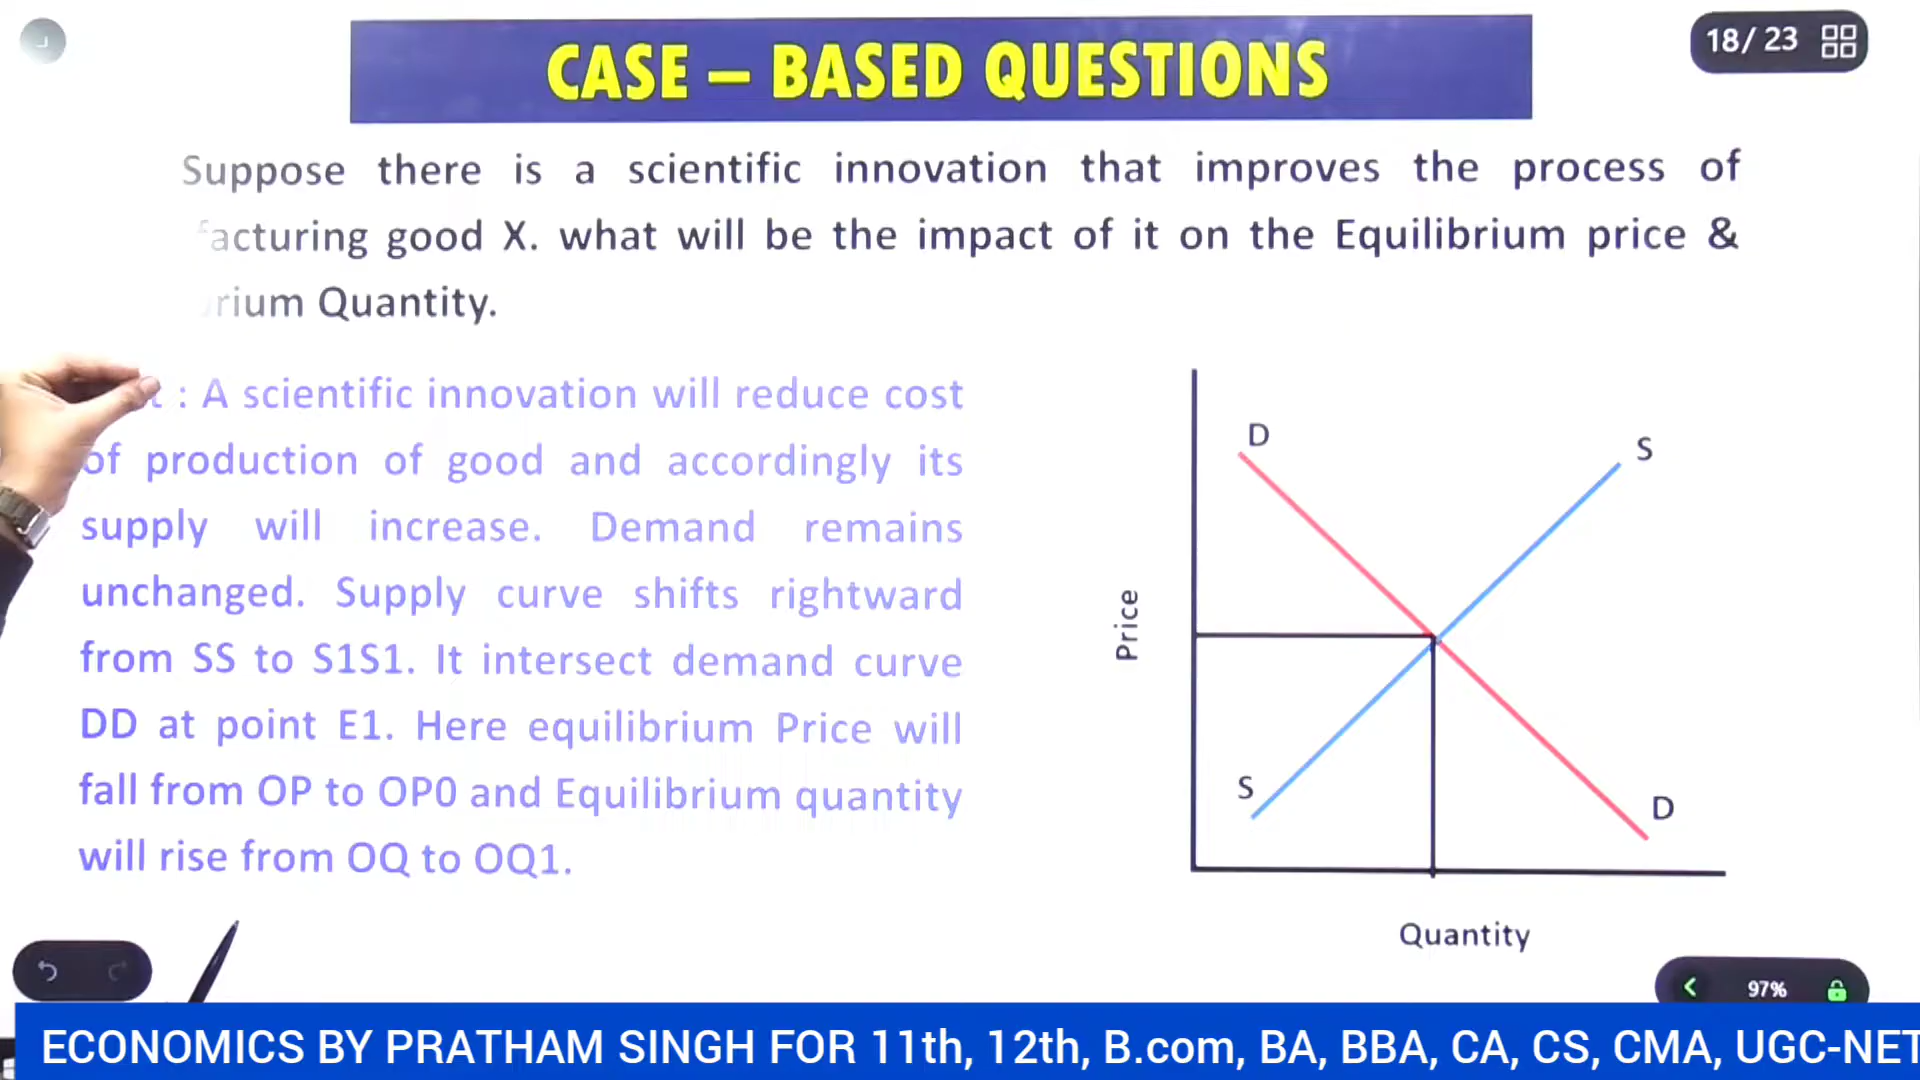 CASE – BASED QUESTIONS
18/ 23
Suppose there is a scientific innovation that improves the process of
acturing good X. what will be the impact of it on the Equilibrium price &
rium Quantity.
: A scientific innovation will reduce cost
of production of good and accordingly its
supply will increase. Demand remains
unchanged. Supply curve shifts rightward
from SS to S1S1. It intersect demand curve
DD at point E1. Here equilibrium Price will
fall from OP to OP0 and Equilibrium quantity
will rise from OQ to OQ1.
D
S
Price
S
D
Quantity
97%
ECONOMICS BY PRATHAM SINGH FOR 11th, 12th, B.com, BA, BBA, CA, CS, CMA, UGC-NET